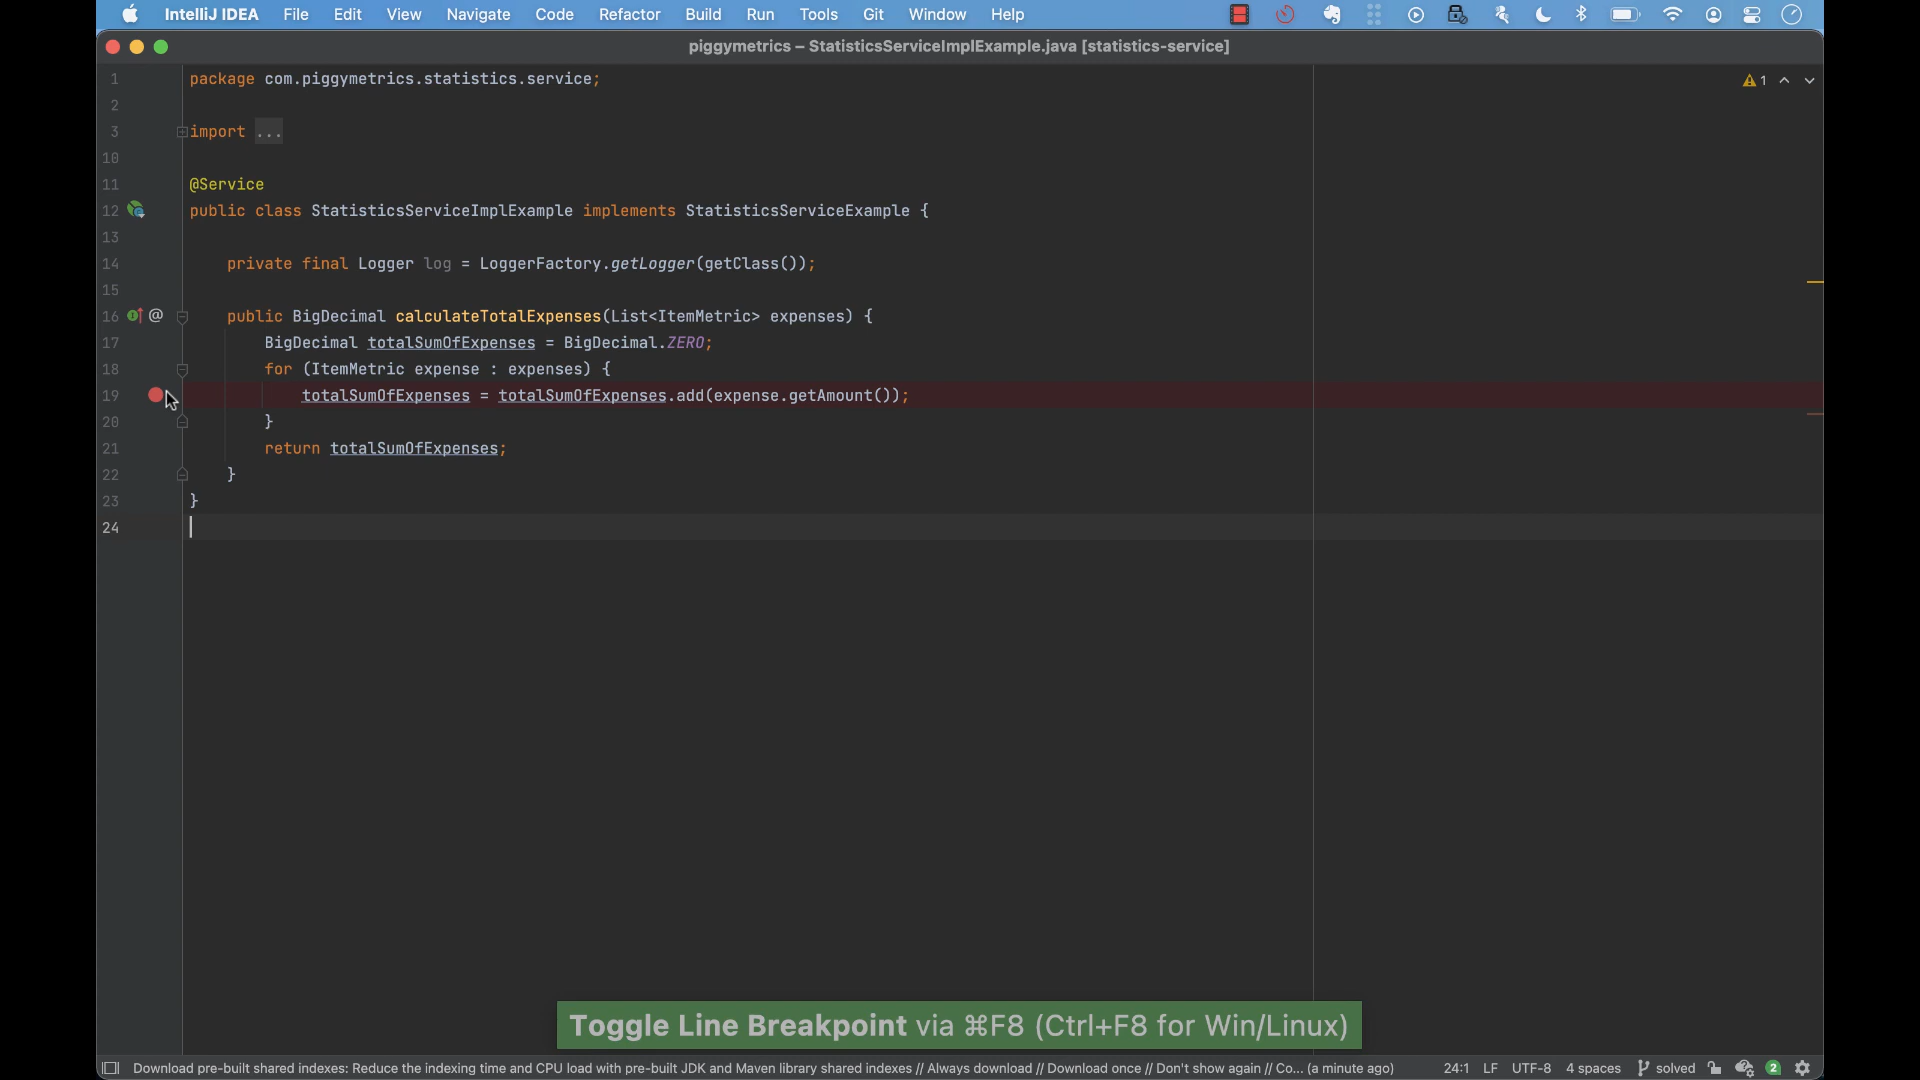 IntelliJ IDEA File Edit View Navigate Code Refactor Build Run Tools Git Window Help
piggymetrics – StatisticsServiceImplExample.java [statistics-service]
1 package com.piggymetrics.statistics.service;
1
2
3 import ...
10
11 @Service
12 public class StatisticsServiceImplExample implements StatisticsServiceExample {
13
14 private final Logger log = LoggerFactory.getLogger(getClass());
15
16 @ public BigDecimal calculateTotalExpenses(List<ItemMetric> expenses) {
17 BigDecimal totalSumOfExpenses = BigDecimal.ZERO;
18 for (ItemMetric expense : expenses) {
19 totalSumOfExpenses = totalSumOfExpenses.add(expense.getAmount());
20 }
21 return totalSumOfExpenses;
22 }
23 }
24
Toggle Line Breakpoint via ⌘F8 (Ctrl+F8 for Win/Linux)
Download pre-built shared indexes: Reduce the indexing time and CPU load with pre-built JDK and Maven library shared indexes // Always download // Download once // Don't show again // Co... (a minute ago) 24:1 LF UTF-8 4 spaces solved 2